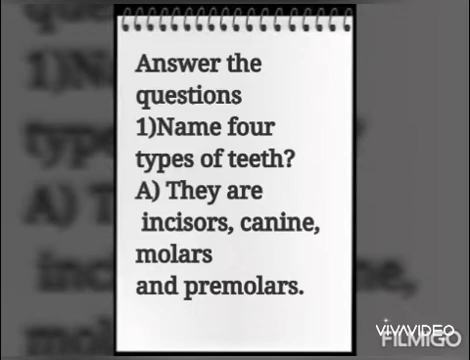 Answer the
questions
1)Name four
types of teeth?
A) They are
incisors, canine,
molars
and premolars.
VIVAVIDEO
FILMIGO